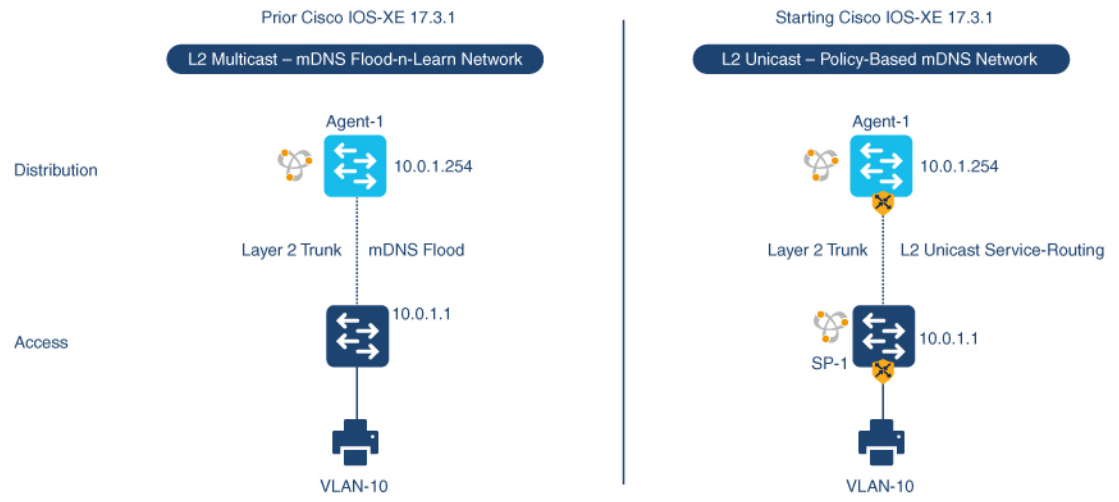 Prior Cisco IOS-XE 17.3.1
L2 Multicast – mDNS Flood-n-Learn Network
Agent-1
Distribution
10.0.1.254
Layer 2 Trunk
mDNS Flood
10.0.1.1
Access
VLAN-10
Starting Cisco IOS-XE 17.3.1
L2 Unicast – Policy-Based mDNS Network
Agent-1
10.0.1.254
Layer 2 Trunk
L2 Unicast Service-Routing
10.0.1.1
SP-1
VLAN-10